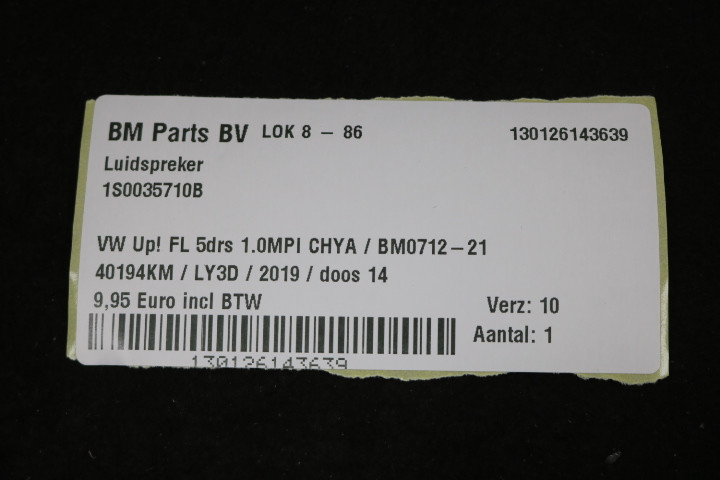 BM Parts BV LOK 8 - 86 130126143639
Luidspreker
1S0035710B
VW Up! FL 5drs 1.0MPI CHYA / BM0712-21
40194KM / LY3D / 2019 / doos 14
9,95 Euro incl BTW Verz: 10
Aantal: 1
130126143639